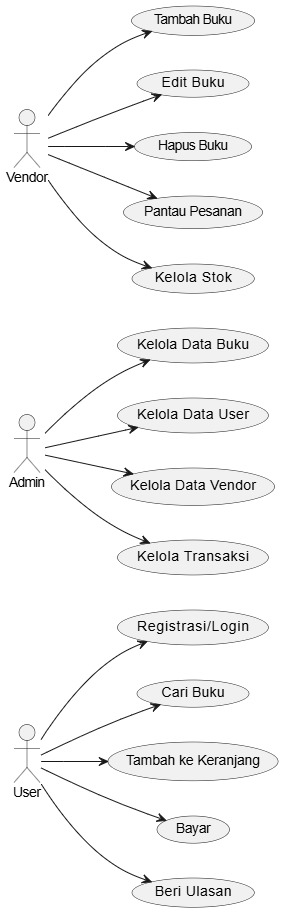 Tambah Buku
Edit Buku
Hapus Buku
Vendor
Pantau Pesanan
Kelola Stok
Kelola Data Buku
Kelola Data User
Admin
Kelola Data Vendor
Kelola Transaksi
Registrasi/Login
Cari Buku
Tambah ke Keranjang
User
Bayar
Beri Ulasan